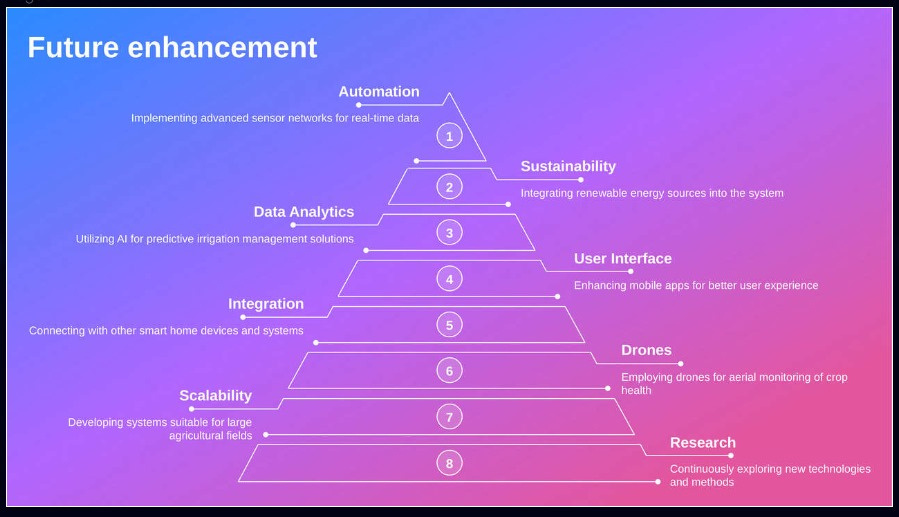 Future enhancement
Automation
Implementing advanced sensor networks for real-time data
1
Sustainability
Integrating renewable energy sources into the system
2
Data Analytics
Utilizing AI for predictive irrigation management solutions
3
User Interface
Enhancing mobile apps for better user experience
4
Integration
Connecting with other smart home devices and systems
5
Drones
Employing drones for aerial monitoring of crop
health
6
Scalability
Developing systems suitable for large
agricultural fields
7
Research
Continuously exploring new technologies
and methods
8